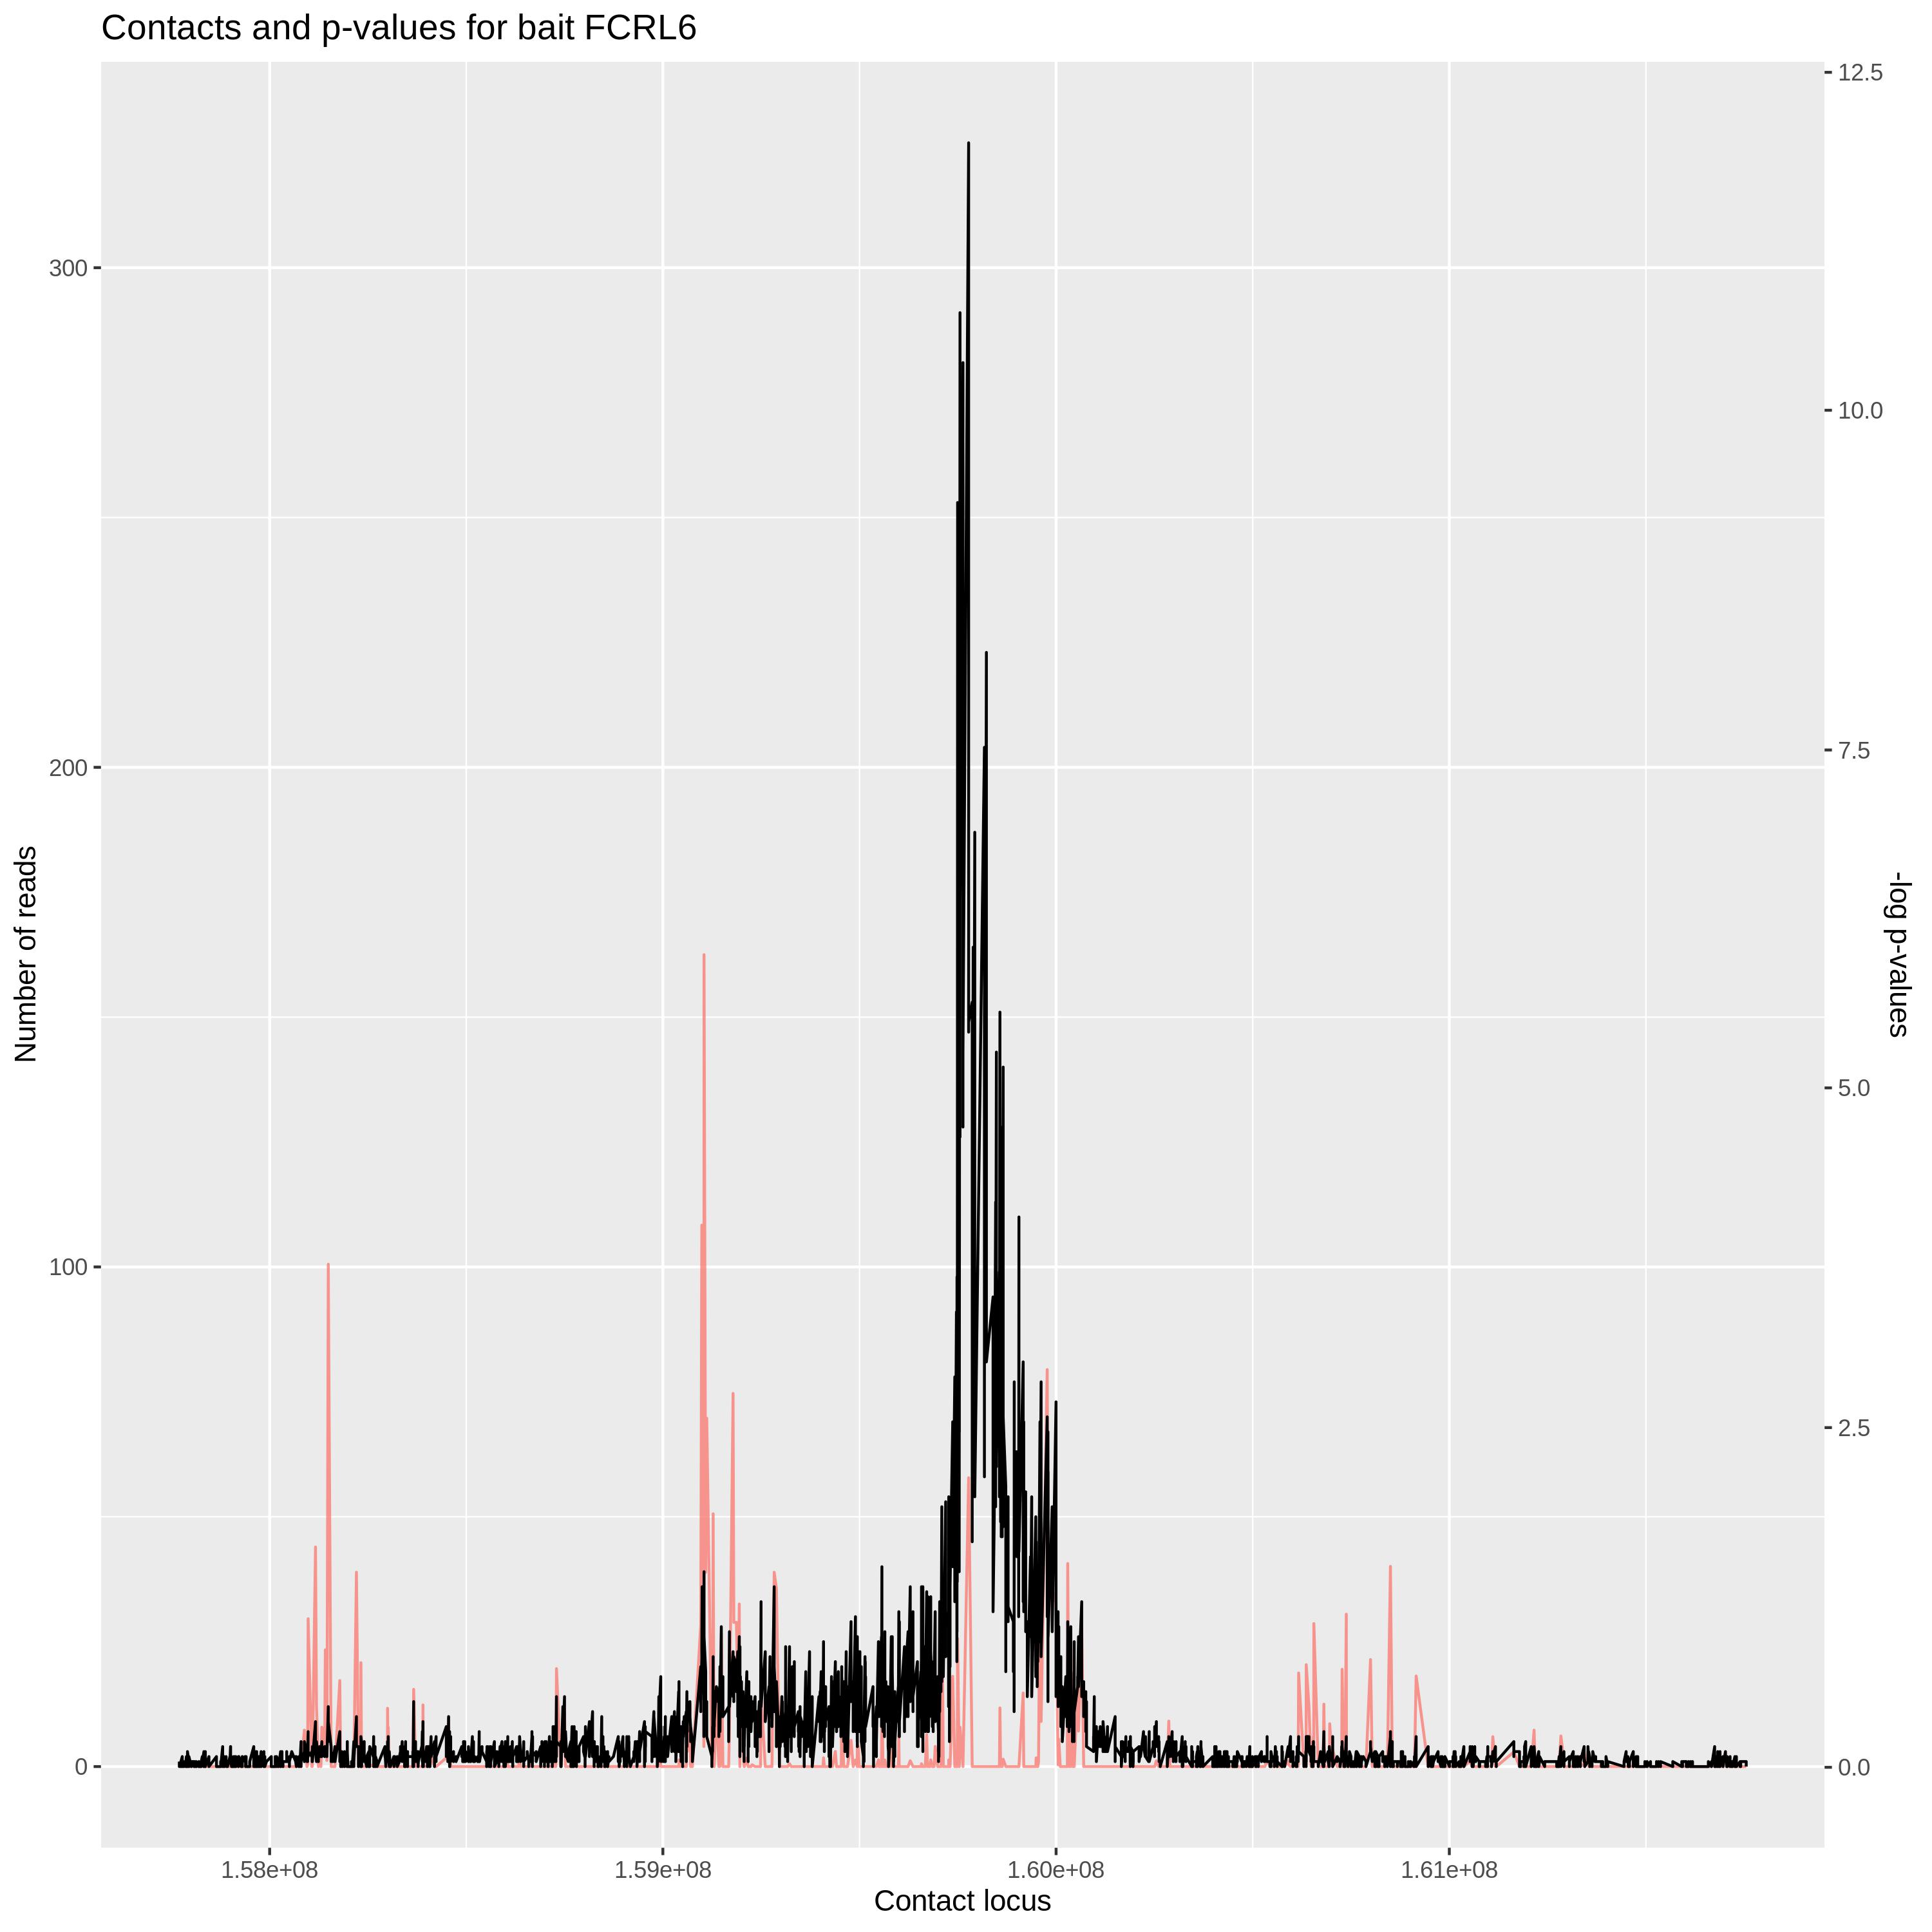 Contacts and p-values for bait FCRL6
12.5
10.0
7.5
5.0
2.5
0.0
300
200
100
0
Number of reads
-log p-values
1.58e+08
1.59e+08
1.60e+08
1.61e+08
Contact locus